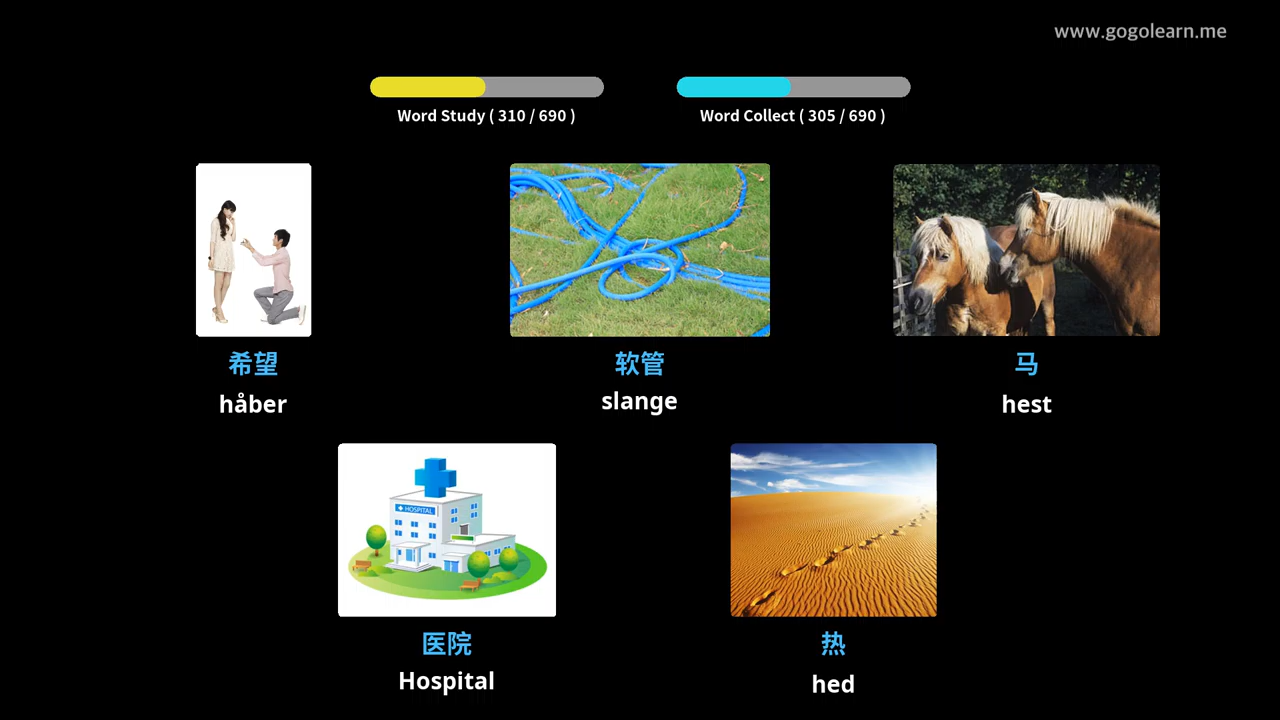 www.gogolearn.me
Word Study ( 310 / 690 )
Word Collect ( 305 / 690 )
希望
håber
软管
slange
马
hest
HOSPITAL
医院
Hospital
热
hed